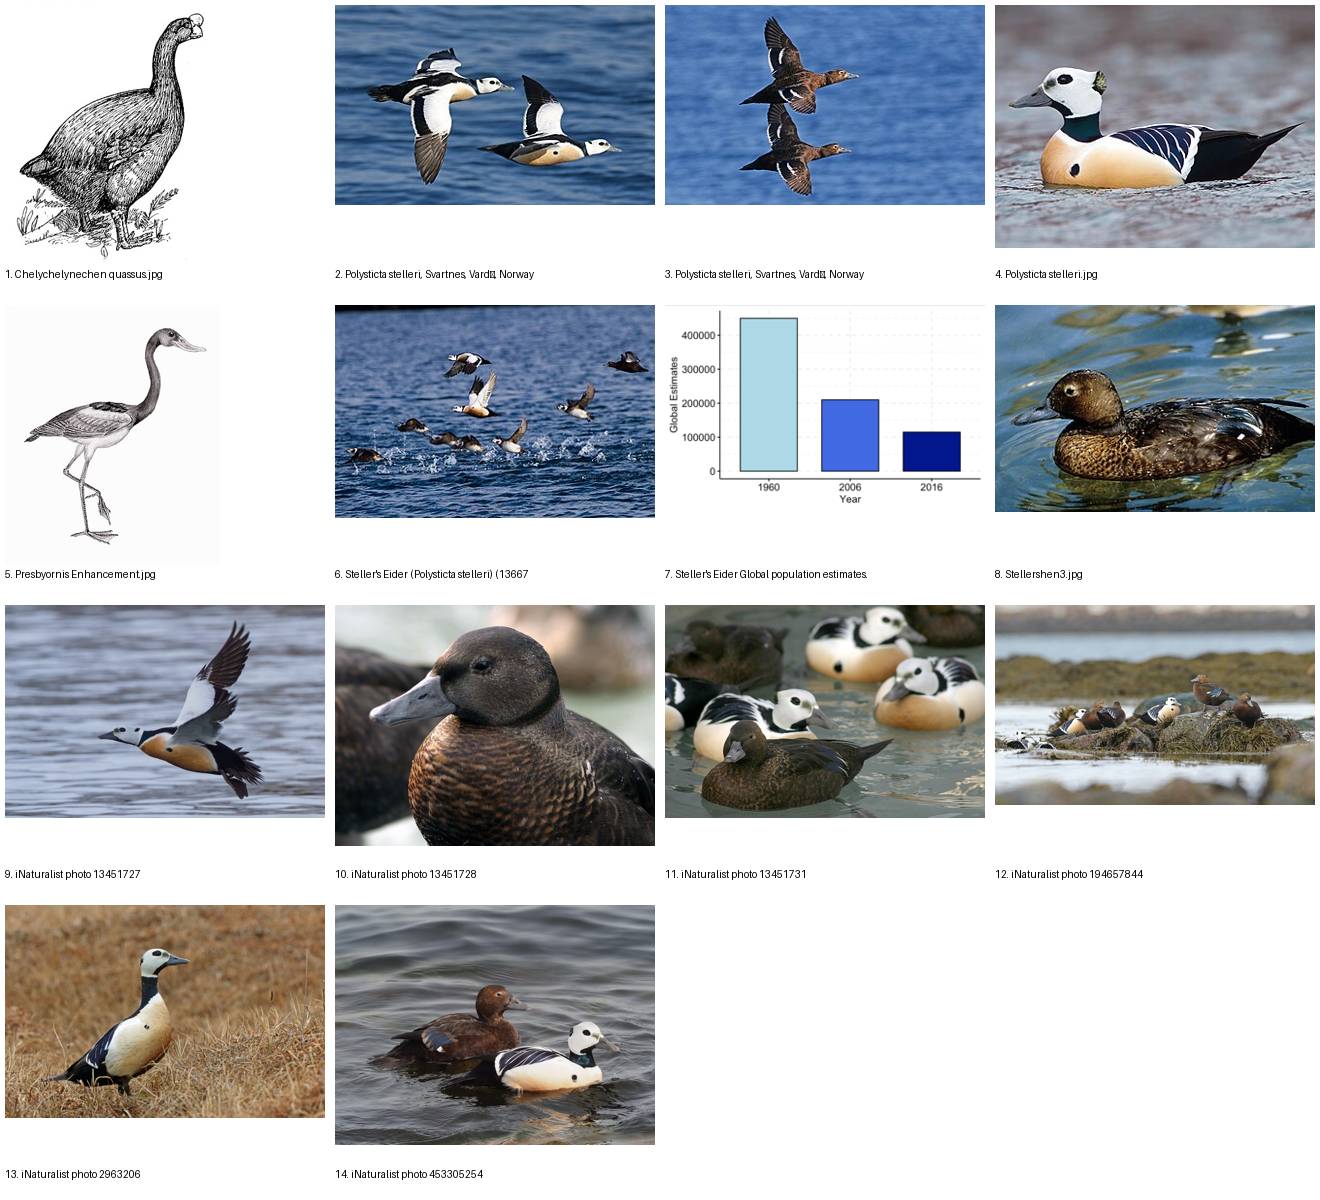 1. Chelychelynechen quassus.jpg
2. Polysticta stelleri, Svartnes, Vard▯, Norway
3. Polysticta stelleri, Svartnes, Vard▯, Norway
4. Polysticta stelleri.jpg
5. Presbyornis Enhancement.jpg
6. Steller's Eider (Polysticta stelleri) (13667
Global Estimates
400000
300000
200000
100000
0
1960
2006
2016
Year
7. Steller's Eider Global population estimates.
8. Stellershen3.jpg
9. iNaturalist photo 13451727
10. iNaturalist photo 13451728
11. iNaturalist photo 13451731
12. iNaturalist photo 194657844
13. iNaturalist photo 2963206
14. iNaturalist photo 453305254